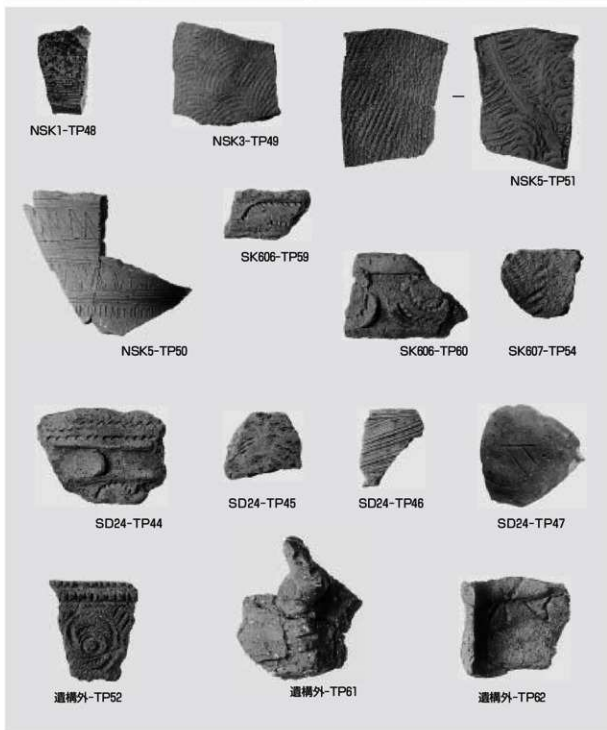 NSK1-TP48
NSK3-TP49
NSK5-TP51
NSK5-TP50
SK606-TP59
SK606-TP60
SK607-TP54
SD24-TP44
SD24-TP45
SD24-TP46
SD24-TP47
遺構外-TP52
遺構外-TP61
遺構外-TP62